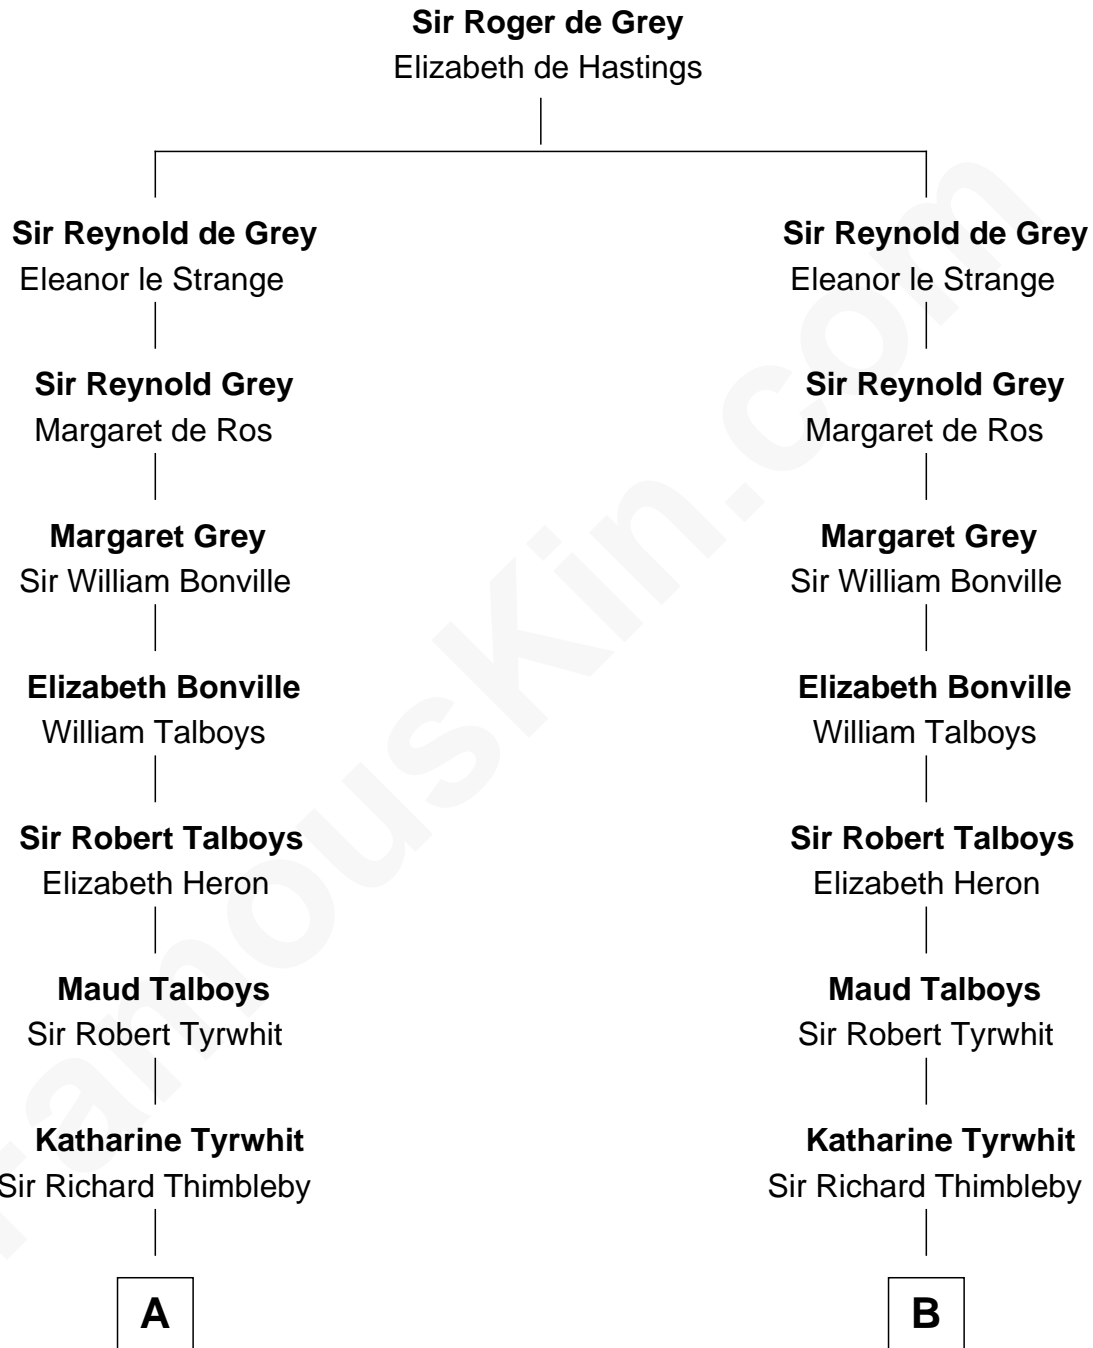 Sir Roger de Grey
Elizabeth de Hastings
Sir Reynold de Grey
Eleanor le Strange
Sir Reynold de Grey
Eleanor le Strange
Sir Reynold Grey
Margaret de Ros
Sir Reynold Grey
Margaret de Ros
Margaret Grey
Sir William Bonville
Margaret Grey
Sir William Bonville
Elizabeth Bonville
William Talboys
Elizabeth Bonville
William Talboys
Sir Robert Talboys
Elizabeth Heron
Sir Robert Talboys
Elizabeth Heron
Maud Talboys
Sir Robert Tyrwhit
Maud Talboys
Sir Robert Tyrwhit
Katharine Tyrwhit
Sir Richard Thimbleby
Katharine Tyrwhit
Sir Richard Thimbleby
A
B
FamousKin.com